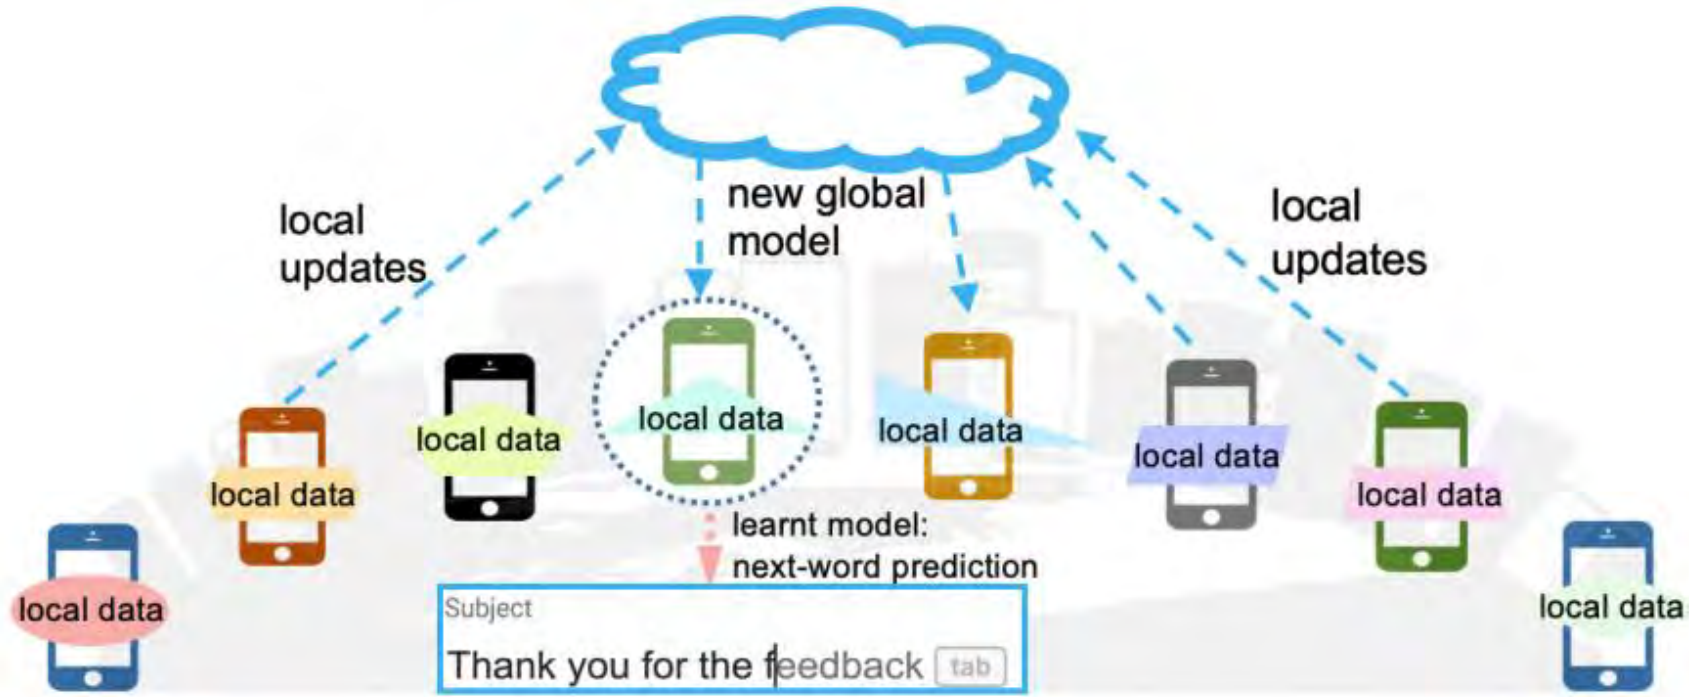 local
updates
new global
model
local
updates
local data
local data
local data
local data
local data
local data
local data
local data
learnt model:
next-word prediction
Subject
Thank you for the feedback tab